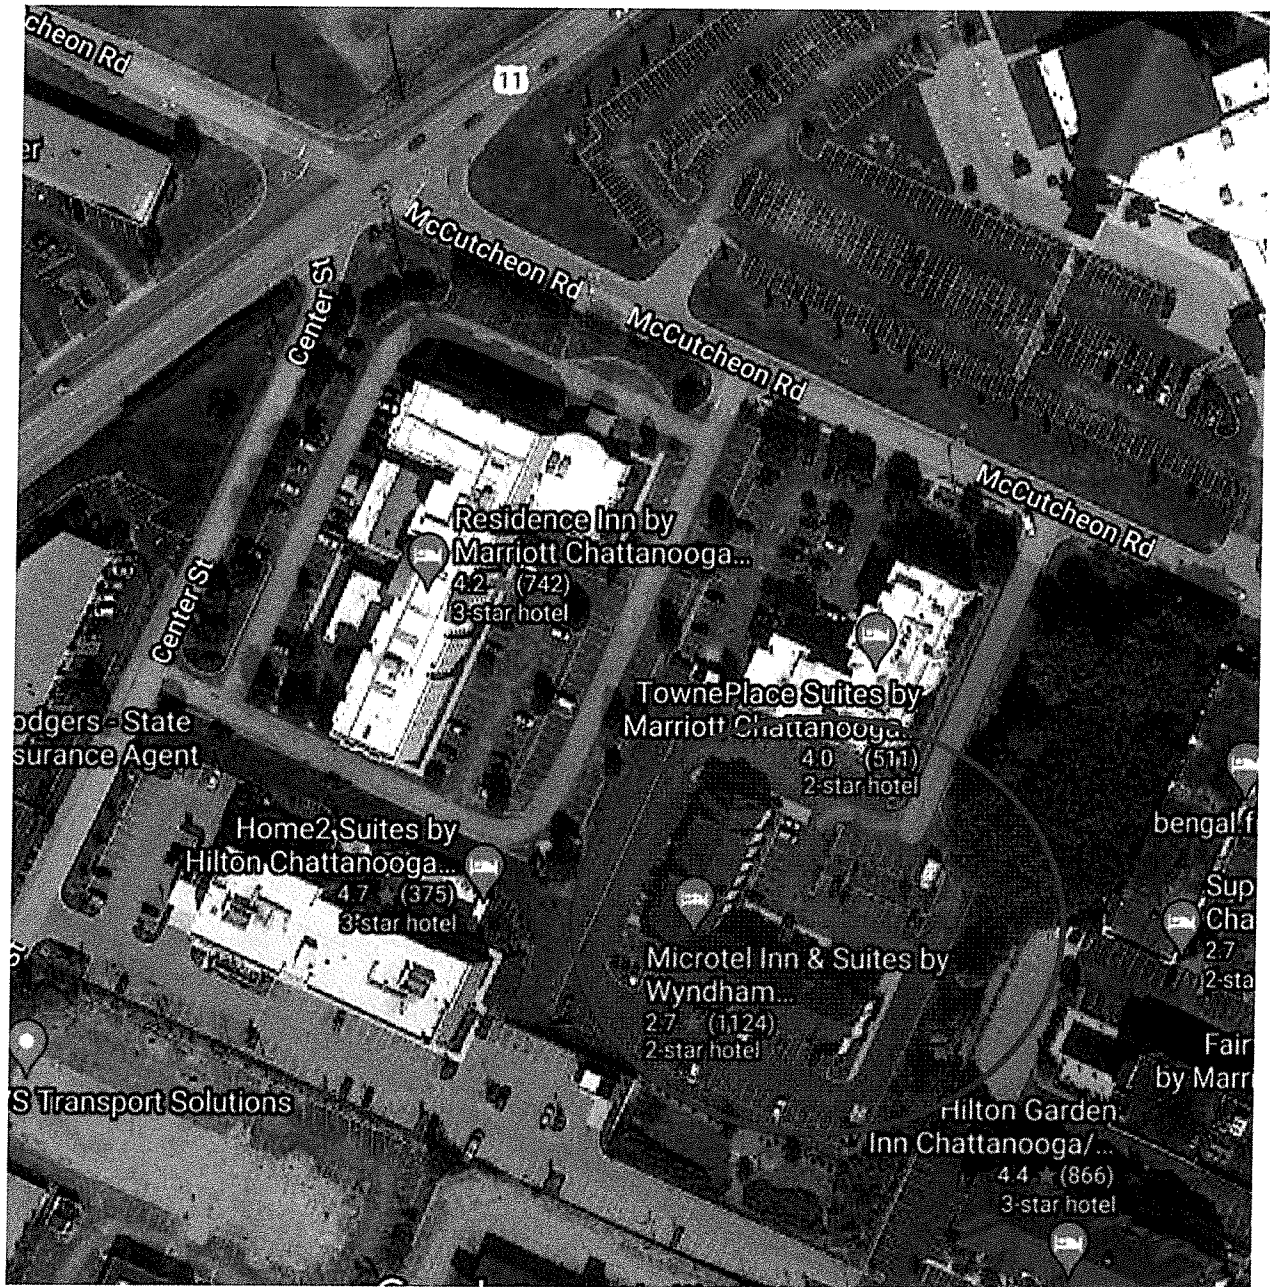 cheon Rd
11
er
McCutcheon Rd
Center St
McCutcheon Rd
McCutcheon Rd
Residence Inn by
Marriott Chattanooga...
4.2 (742)
3-star hotel
Center St
TownePlace Suites by
Marriott Chattanooga...
4.0 (511)
2-star hotel
odgers - State
surance Agent
bengal.f
Home2 Suites by
Hilton Chattanooga...
4.7 (375)
3-star hotel
Sup
Cha
2.7
2-sta
St
Microtel Inn & Suites by
Wyndham...
2.7 (1124)
2-star hotel
Fair
by Marri
S Transport Solutions
Hilton Garden
Inn Chattanooga/...
4.4 ★ (866)
3-star hotel